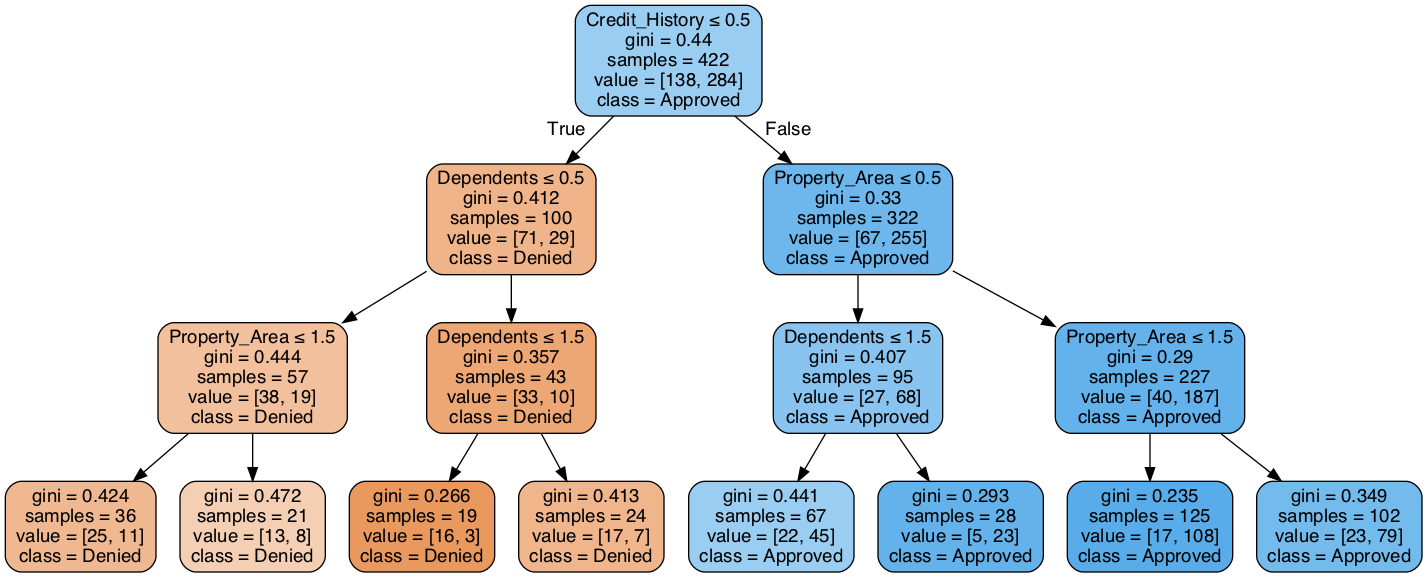 Credit_History ≤ 0.5
gini = 0.44
samples = 422
value = [138, 284]
class = Approved
True
False
Dependents ≤ 0.5
gini = 0.412
samples = 100
value = [71, 29]
class = Denied
Property_Area ≤ 0.5
gini = 0.33
samples = 322
value = [67, 255]
class = Approved
Property_Area ≤ 1.5
gini = 0.444
samples = 57
value = [38, 19]
class = Denied
Dependents ≤ 1.5
gini = 0.357
samples = 43
value = [33, 10]
class = Denied
Dependents ≤ 1.5
gini = 0.407
samples = 95
value = [27, 68]
class = Approved
Property_Area ≤ 1.5
gini = 0.29
samples = 227
value = [40, 187]
class = Approved
gini = 0.424
samples = 36
value = [25, 11]
class = Denied
gini = 0.472
samples = 21
value = [13, 8]
class = Denied
gini = 0.266
samples = 19
value = [16, 3]
class = Denied
gini = 0.413
samples = 24
value = [17, 7]
class = Denied
gini = 0.441
samples = 67
value = [22, 45]
class = Approved
gini = 0.293
samples = 28
value = [5, 23]
class = Approved
gini = 0.235
samples = 125
value = [17, 108]
class = Approved
gini = 0.349
samples = 102
value = [23, 79]
class = Approved